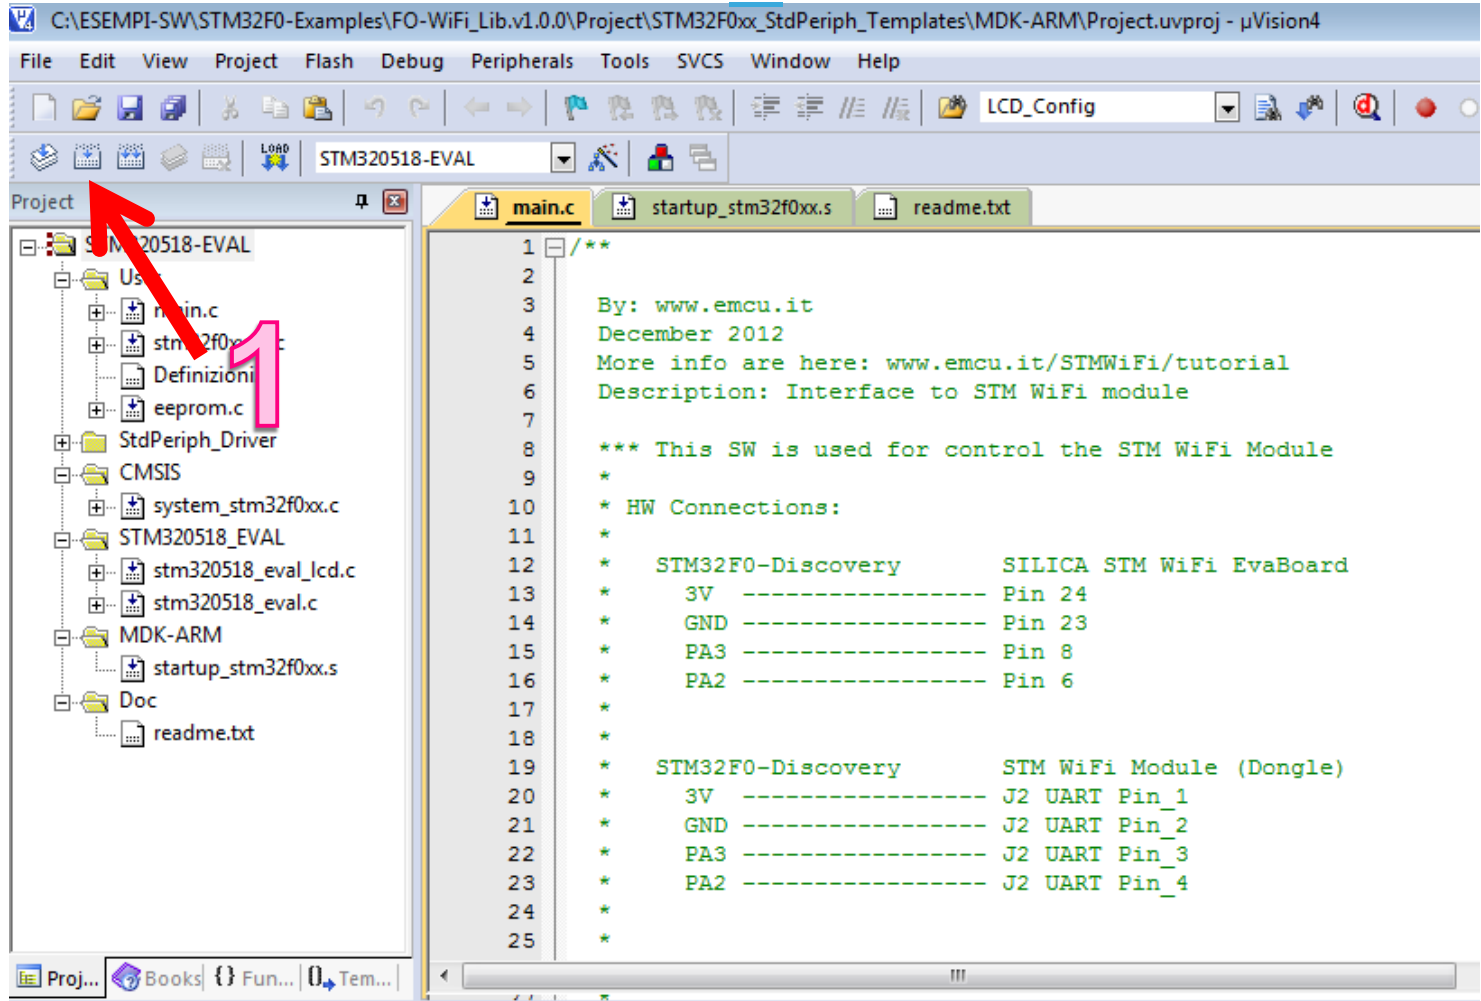 C:\ESEMPI-SW\STM32F0-Examples\FO-WiFi_Lib.v1.0.0\Project\STM32F0xx_StdPeriph_Templates\MDK-ARM\Project.uvproj - µVision4
File Edit View Project Flash Debug Peripherals Tools SVCS Window Help
LCD_Config
LOAD
STM320518-EVAL
Project
main.c
startup_stm32f0xx.s
readme.txt
20518-EVAL
main.c
Definizioni
eeprom.c
StdPeriph_Driver
CMSIS
system_stm32f0xx.c
STM320518_EVAL
stm320518_eval_lcd.c
stm320518_eval.c
MDK-ARM
startup_stm32f0xx.s
Doc
readme.txt
1
Proj... Books {} Fun... Tem...
1 /**
2
3 By: www.emcu.it
4 December 2012
5 More info are here: www.emcu.it/STMWiFi/tutorial
6 Description: Interface to STM WiFi module
7
8 *** This SW is used for control the STM WiFi Module
9 *
10 * HW Connections:
11 *
12 * STM32F0-Discovery SILICA STM WiFi EvaBoard
13 * 3V ----------------- Pin 24
14 * GND ----------------- Pin 23
15 * PA3 ----------------- Pin 8
16 * PA2 ----------------- Pin 6
17 *
18 *
19 * STM32F0-Discovery STM WiFi Module (Dongle)
20 * 3V ----------------- J2 UART Pin_1
21 * GND ----------------- J2 UART Pin_2
22 * PA3 ----------------- J2 UART Pin_3
23 * PA2 ----------------- J2 UART Pin_4
24 *
25 *